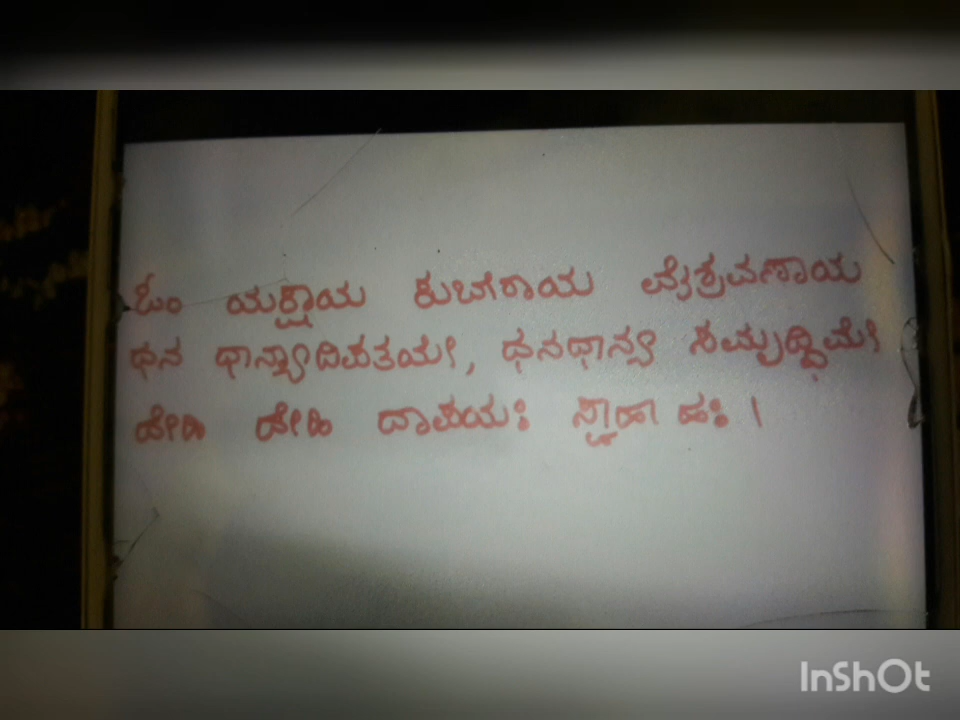 ಓಂ ಯಕ್ಷಾಯ ಕುಬೇರಾಯ ವೈಶ್ರವಣಾಯ
ಧನ ಧಾನ್ಯಾದಿಪತಯೇ, ಧನಧಾನ್ಯ ಸಮೃದ್ಧಿಮೇ
ದೇಹಿ ದೇಹಿ ದಾಪಯಃ ಸ್ವಾಹಾ ಹಃ ।
InShOt